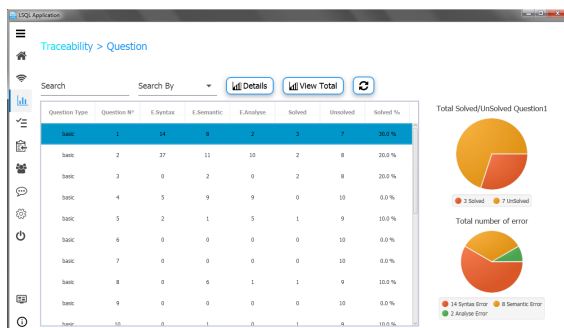 LSQL Application
Traceability > Question
Search Search By Details View Total
Question Type Question N° E.Syntax E.Semantic E.Analyse Solved Unsolved Solved %
basic 1 14 8 2 3 7 30.0 %
basic 2 37 11 10 2 8 20.0 %
basic 3 0 2 0 2 8 20.0 %
basic 4 5 9 9 0 10 0.0 %
basic 5 2 1 5 1 9 10.0 %
basic 6 0 0 0 0 10 0.0 %
basic 7 0 0 0 0 10 0.0 %
basic 8 0 6 1 1 9 10.0 %
basic 9 0 0 0 0 10 0.0 %
basic 10 0 1 0 1 9 10.0 %
Total Solved/UnSolved Question1
3 Solved 7 UnSolved
Total number of error
14 Syntax Error 8 Semantic Error
2 Analyse Error